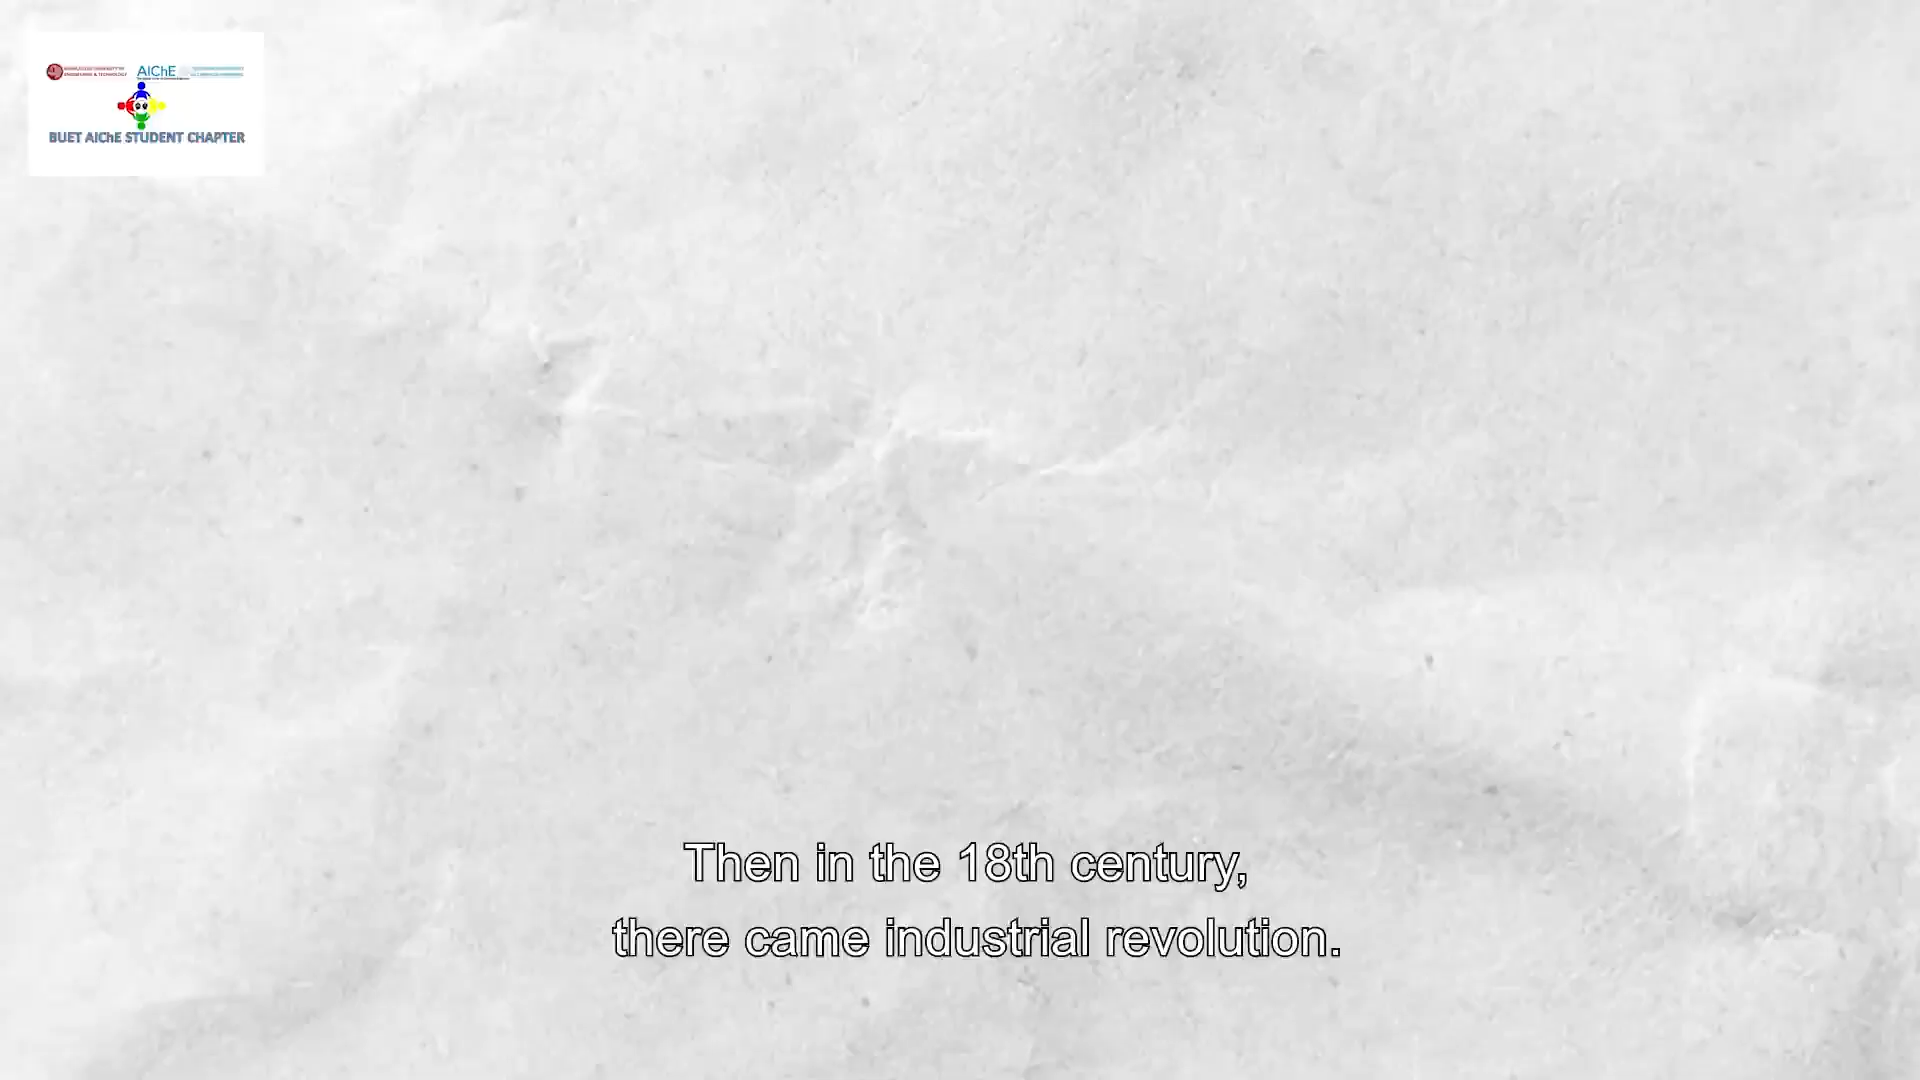 AIChE
BUET AIChE STUDENT CHAPTER
Then in the 18th century,
there came industrial revolution.